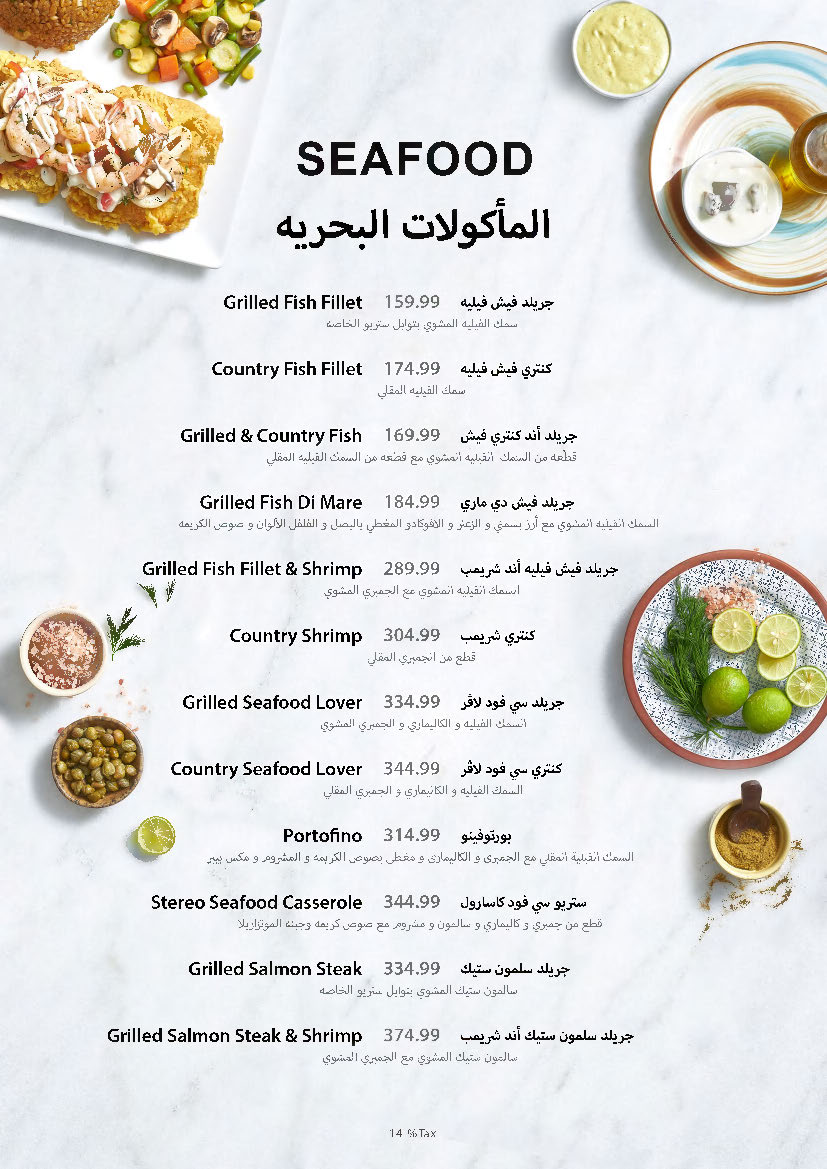 SEAFOOD
المأكولات البحريه
Grilled Fish Fillet 159.99 جريلد فيش فيليه
سمك الفيليه المشوي بتوابل ستريو الخاصه
Country Fish Fillet 174.99 كنتري فيش فيليه
سمك الفيليه المقلي
Grilled & Country Fish 169.99 جريلد أند كنتري فيش
قطعه من السمك الفيليه المشوي مع قطعه من السمك الفيليه المقلي
Grilled Fish Di Mare 184.99 جريلد فيش دي ماري
السمك الفيليه المشوي مع أرز بسمتي و الزعتر و الافوكادو المغطي بالبصل و الفلفل الألوان و صوص الكريمه
Grilled Fish Fillet & Shrimp 289.99 جريلد فيش فيليه أند شريمب
اسمك الفيليه المشوي مع الجمبري المشوي
Country Shrimp 304.99 كنتري شريمب
قطع من الجمبري المقلي
Grilled Seafood Lover 334.99 جريلد سي فود لاڤر
السمك الفيليه و الكاليماري و الجمبري المشوي
Country Seafood Lover 344.99 كنتري سي فود لاڤر
السمك الفيليه و الكاليماري و الجمبري المقلي
Portofino 314.99 بورتوفينو
السمك الفيلية المقلي مع الجمبري و الكاليماري و مغطى بصوص الكريمه و المشروم و مكس بيبر
Stereo Seafood Casserole 344.99 ستريو سي فود كاسارول
قطع من جمبري و كاليماري و سالمون و مشروم مع صوص كريمه وجبنه الموتزاريلا
Grilled Salmon Steak 334.99 جريلد سلمون ستيك
سالمون ستيك المشوي بتوابل ستريو الخاصه
Grilled Salmon Steak & Shrimp 374.99 جريلد سلمون ستيك أند شريمب
سالمون ستيك المشوي مع الجمبري المشوي
14 %Tax